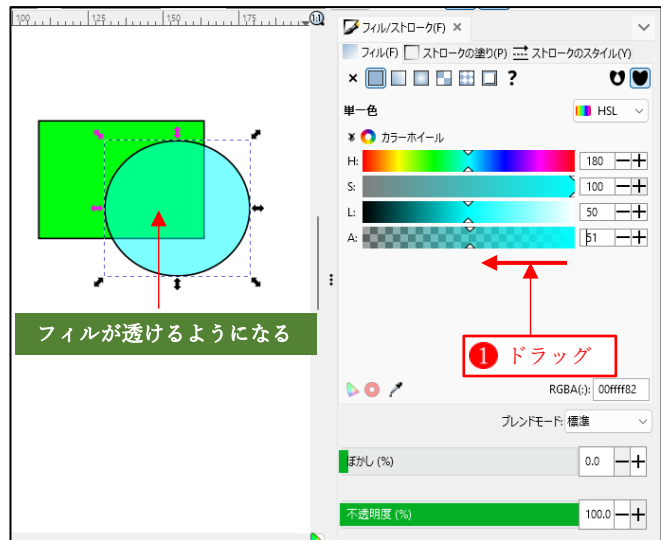 100 125 150 175
1:1
フィル/ストローク(F) ×
フィル(F) ストロークの塗り(P) ストロークのスタイル(Y)
× ?
単一色 HSL
カラーホイール
H: 180
S: 100
L: 50
A: 51
フィルが透けるようになる
1 ドラッグ
RGBA(:): 00ffff82
ブレンドモード: 標準
ぼかし (%) 0.0
不透明度 (%) 100.0